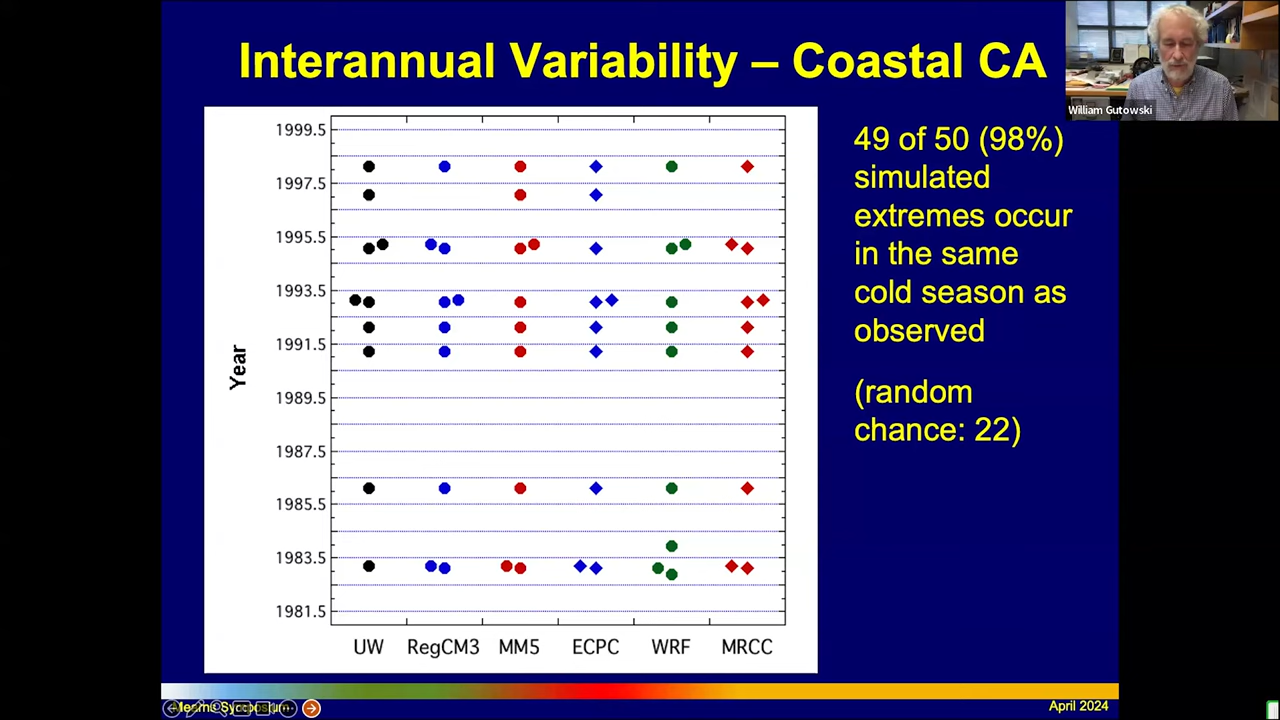 Interannual Variability – Coastal CA
William Gutowski
1999.5
1997.5
1995.5
1993.5
1991.5
1989.5
1987.5
1985.5
1983.5
1981.5
Year
UW RegCM3 MM5 ECPC WRF MRCC
49 of 50 (98%)
simulated
extremes occur
in the same
cold season as
observed
(random
chance: 22)
Mearns Symposium
April 2024